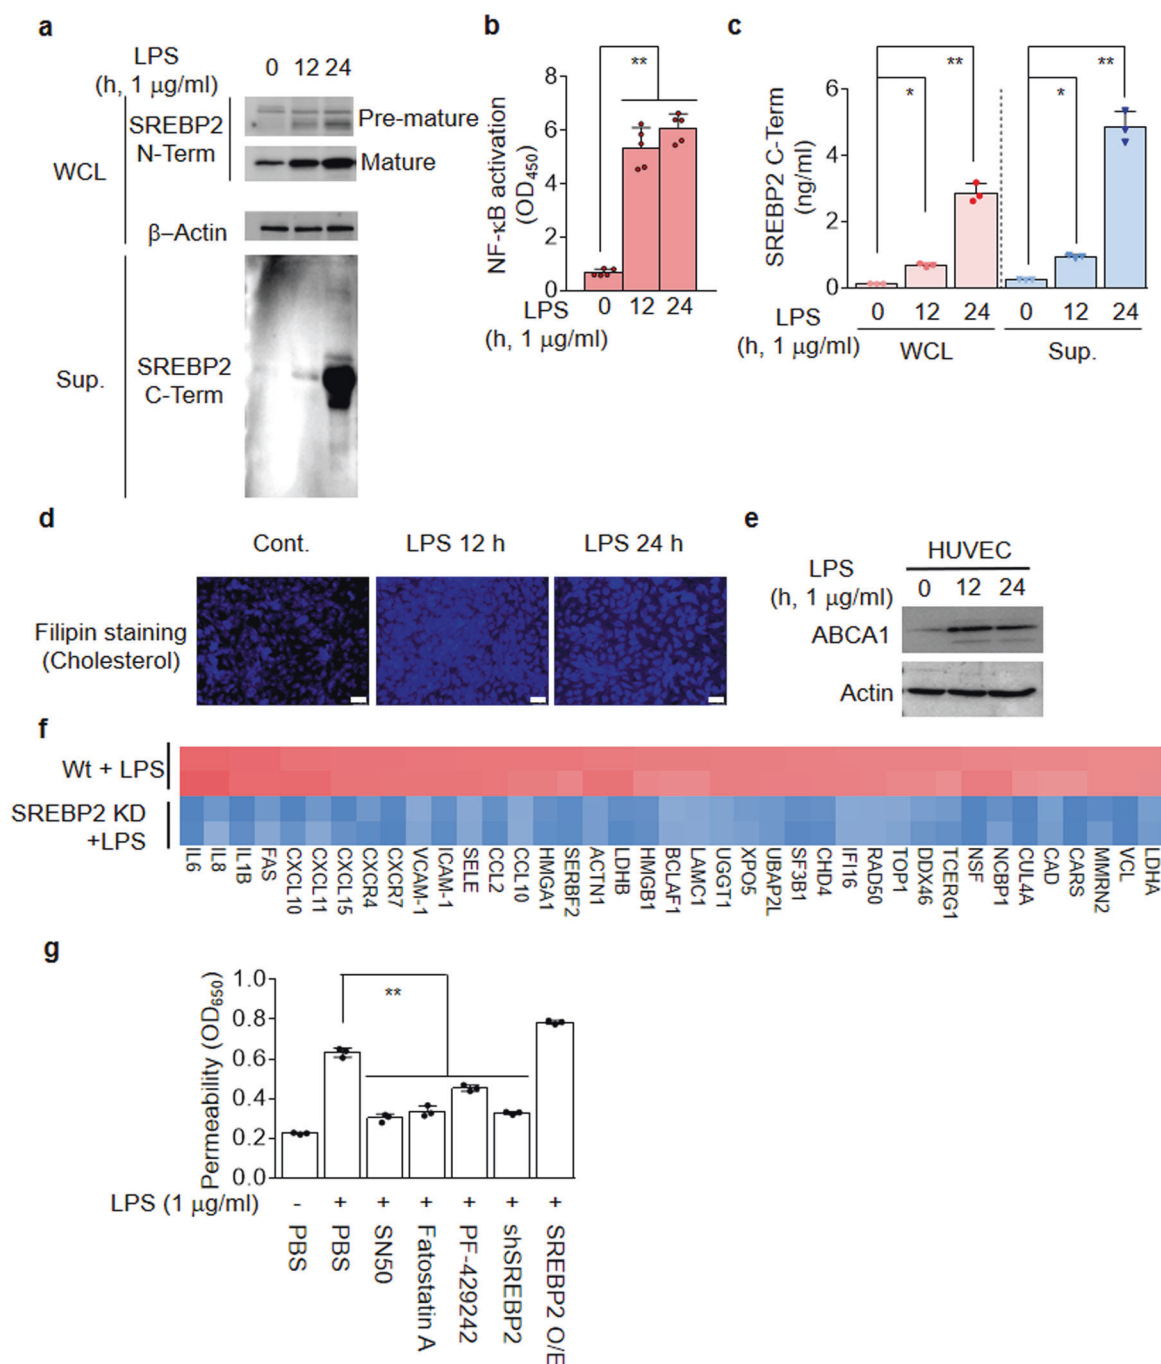 a
LPS
(h, 1 μg/ml)
0 12 24
WCL
SREBP2
N-Term
Pre-mature
Mature
β–Actin
Sup.
SREBP2
C-Term
b
**
NF-κB activation
(OD450)
8
6
4
2
0
0 12 24
LPS
(h, 1 μg/ml)
c
** **
* *
SREBP2 C-Term
(ng/ml)
6
4
2
0
0 12 24 0 12 24
LPS
(h, 1 μg/ml)
WCL Sup.
d
Cont. LPS 12 h LPS 24 h
Filipin staining
(Cholesterol)
e
HUVEC
LPS
(h, 1 μg/ml)
0 12 24
ABCA1
Actin
f
Wt + LPS
SREBP2 KD
+LPS
IL6
IL8
IL1B
FAS
CXCL10
CXCL11
CXCL15
CXCR4
CXCR7
VCAM-1
ICAM-1
SELE
CCL2
CCL10
HMGA1
SERBF2
ACTN1
LDHB
HMGB1
BCLAF1
LAMC1
UGGT1
XPO5
UBAP2L
SF3B1
CHD4
IFI16
RAD50
TOP1
DDX46
TCERG1
NSF
NCBP1
CUL4A
CAD
CARS
MMRN2
VCL
LDHA
g
**
Permeability (OD650)
1.0
0.8
0.6
0.4
0.2
0.0
LPS (1 μg/ml) - + + + + + +
PBS
PBS
SN50
Fatostatin A
PF-429242
shSREBP2
SREBP2 O/E